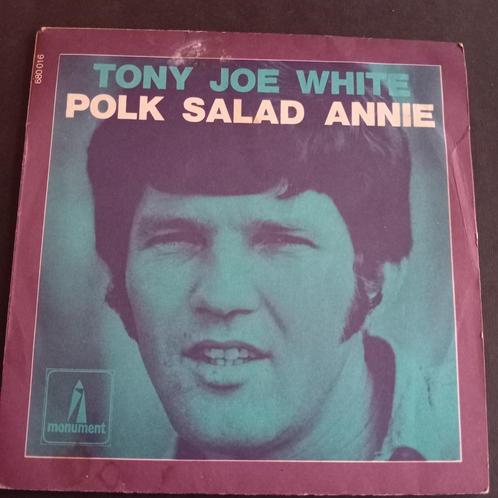 680 016
TONY JOE WHITE
POLK SALAD ANNIE
monument